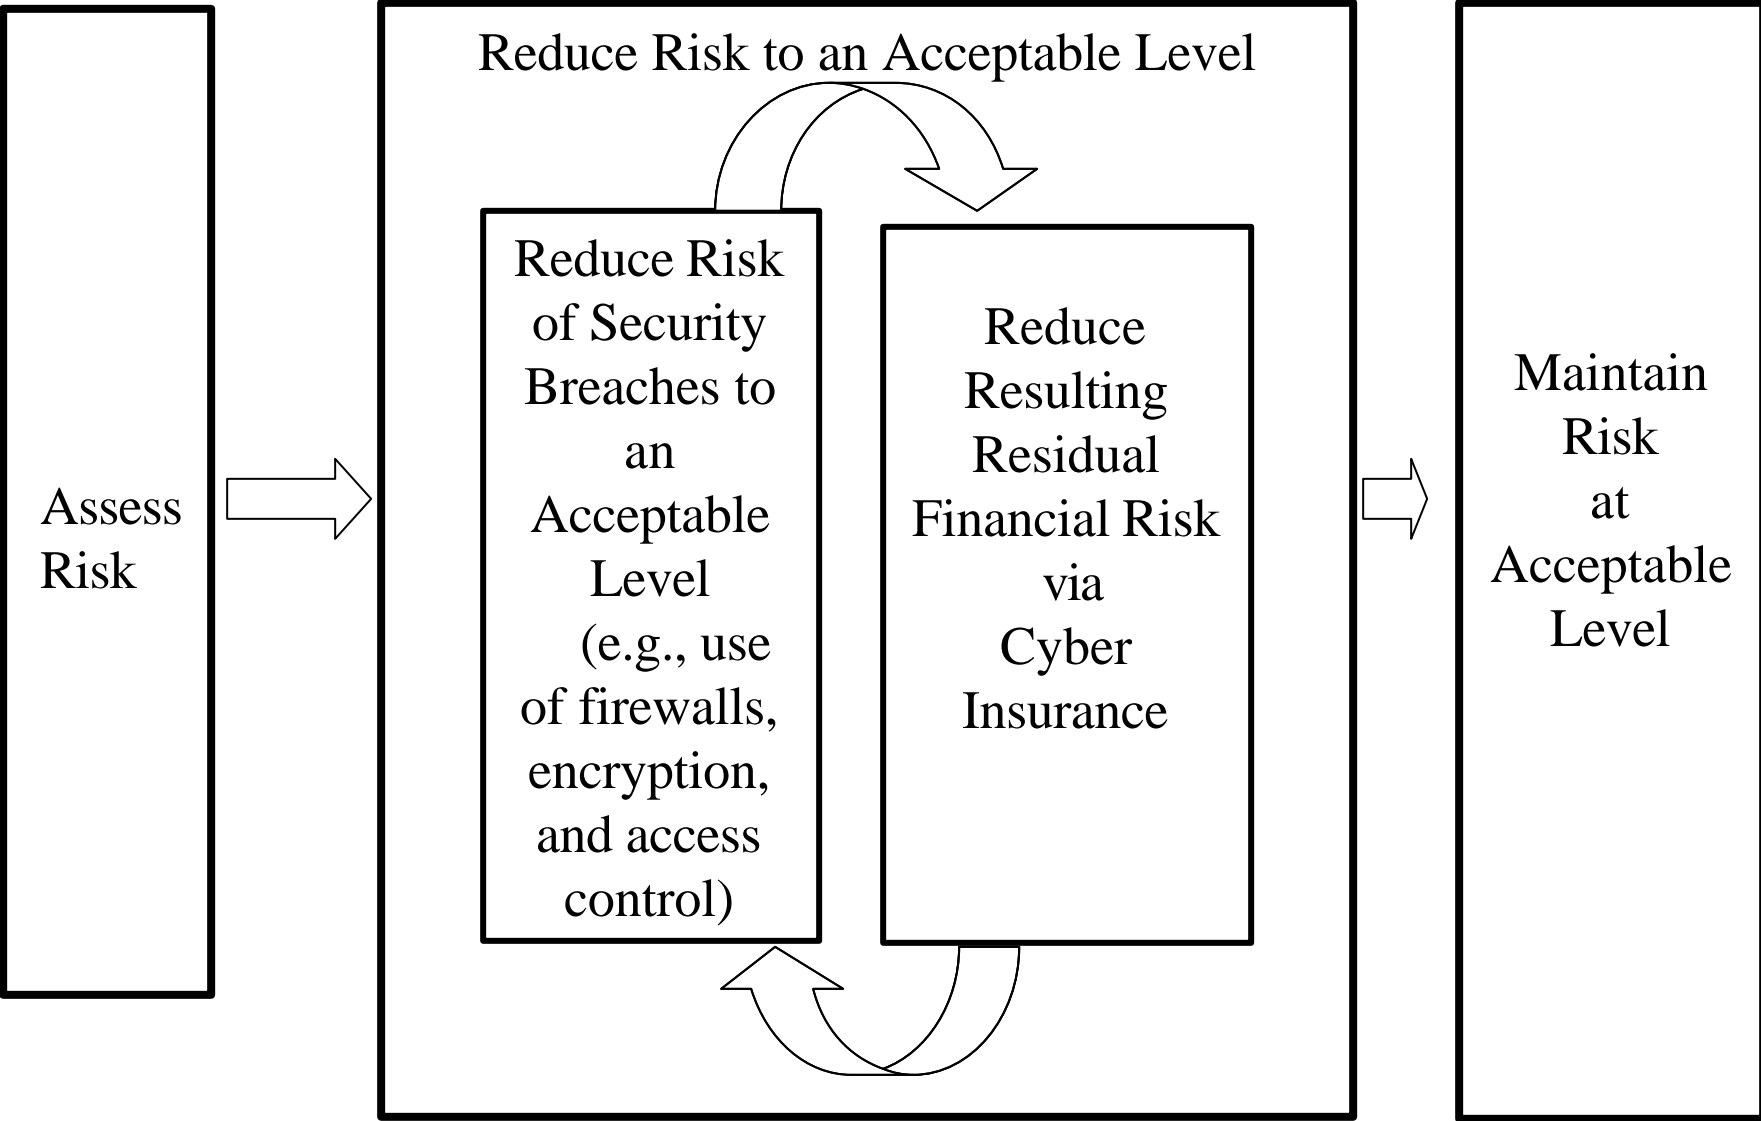 Assess
Risk
Reduce Risk to an Acceptable Level
Reduce Risk
of Security
Breaches to
an
Acceptable
Level
(e.g., use
of firewalls,
encryption,
and access
control)
Reduce
Resulting
Residual
Financial Risk
via
Cyber
Insurance
Maintain
Risk
at
Acceptable
Level